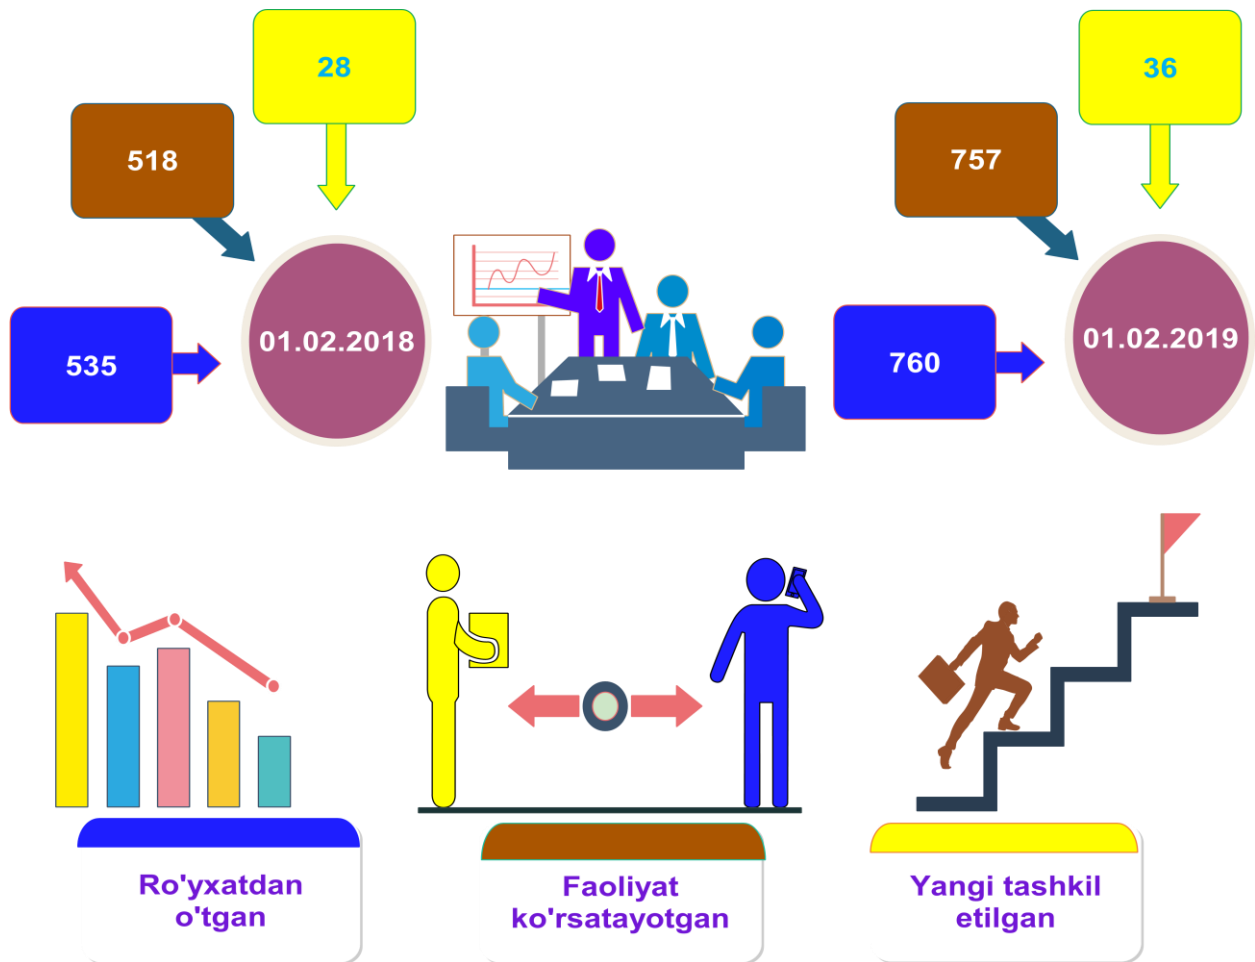 28
518
535
01.02.2018
36
757
760
01.02.2019
Ro'yxatdan
o'tgan
Faoliyat
ko'rsatayotgan
Yangi tashkil
etilgan